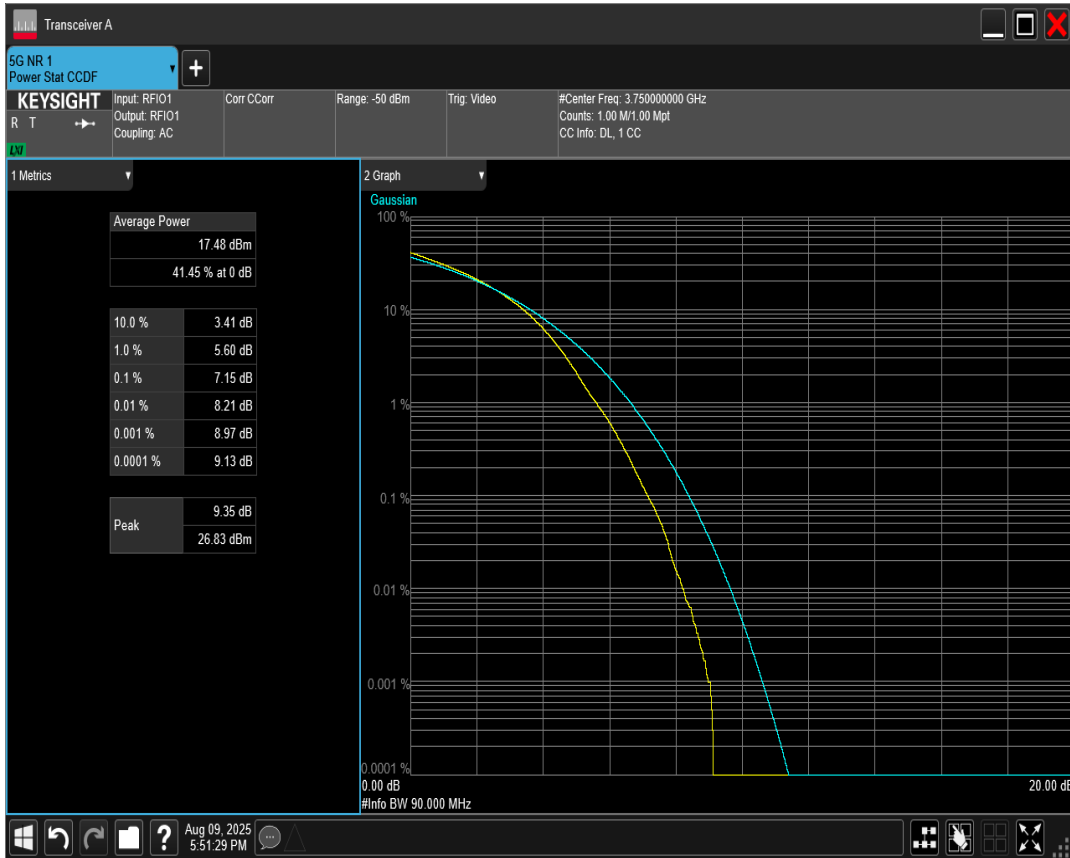 Transceiver A
5G NR 1
Power Stat CCDF
+
KEYSIGHT
R T
LXI
Input: RFIO1
Output: RFIO1
Coupling: AC
Corr CCorr
Range: -50 dBm
Trig: Video
#Center Freq: 3.750000000 GHz
Counts: 1.00 M/1.00 Mpt
CC Info: DL, 1 CC
1 Metrics
Average Power
17.48 dBm
41.45 % at 0 dB
10.0 % 3.41 dB
1.0 % 5.60 dB
0.1 % 7.15 dB
0.01 % 8.21 dB
0.001 % 8.97 dB
0.0001 % 9.13 dB
Peak
9.35 dB
26.83 dBm
2 Graph
Gaussian
100 %
10 %
1 %
0.1 %
0.01 %
0.001 %
0.0001 %
0.00 dB 20.00 dB
#Info BW 90.000 MHz
?
Aug 09, 2025
5:51:29 PM